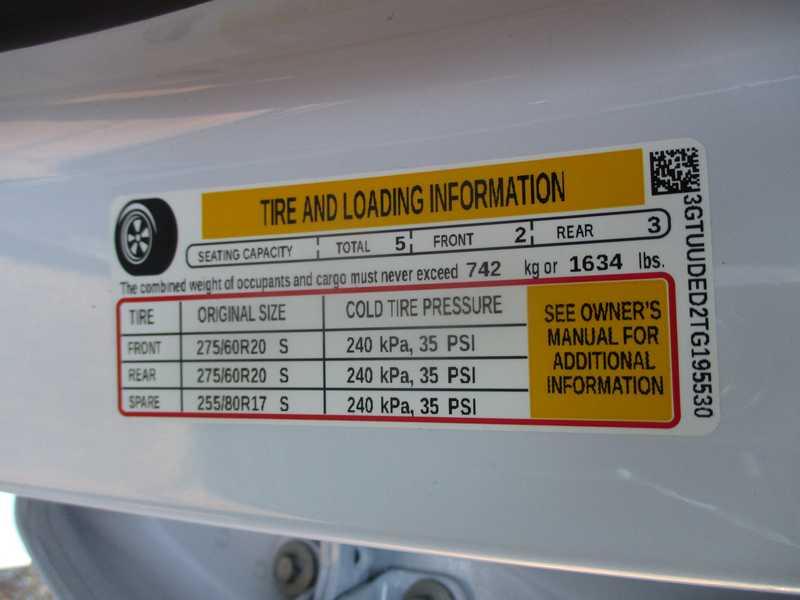 TIRE AND LOADING INFORMATION
SEATING CAPACITY TOTAL 5 FRONT 2 REAR 3
The combined weight of occupants and cargo must never exceed 742 kg or 1634 lbs.
TIRE ORIGINAL SIZE COLD TIRE PRESSURE
FRONT 275/60R20 S 240 kPa, 35 PSI
REAR 275/60R20 S 240 kPa, 35 PSI
SPARE 255/80R17 S 240 kPa, 35 PSI
SEE OWNER'S
MANUAL FOR
ADDITIONAL
INFORMATION
3GTUUDED2TG195530